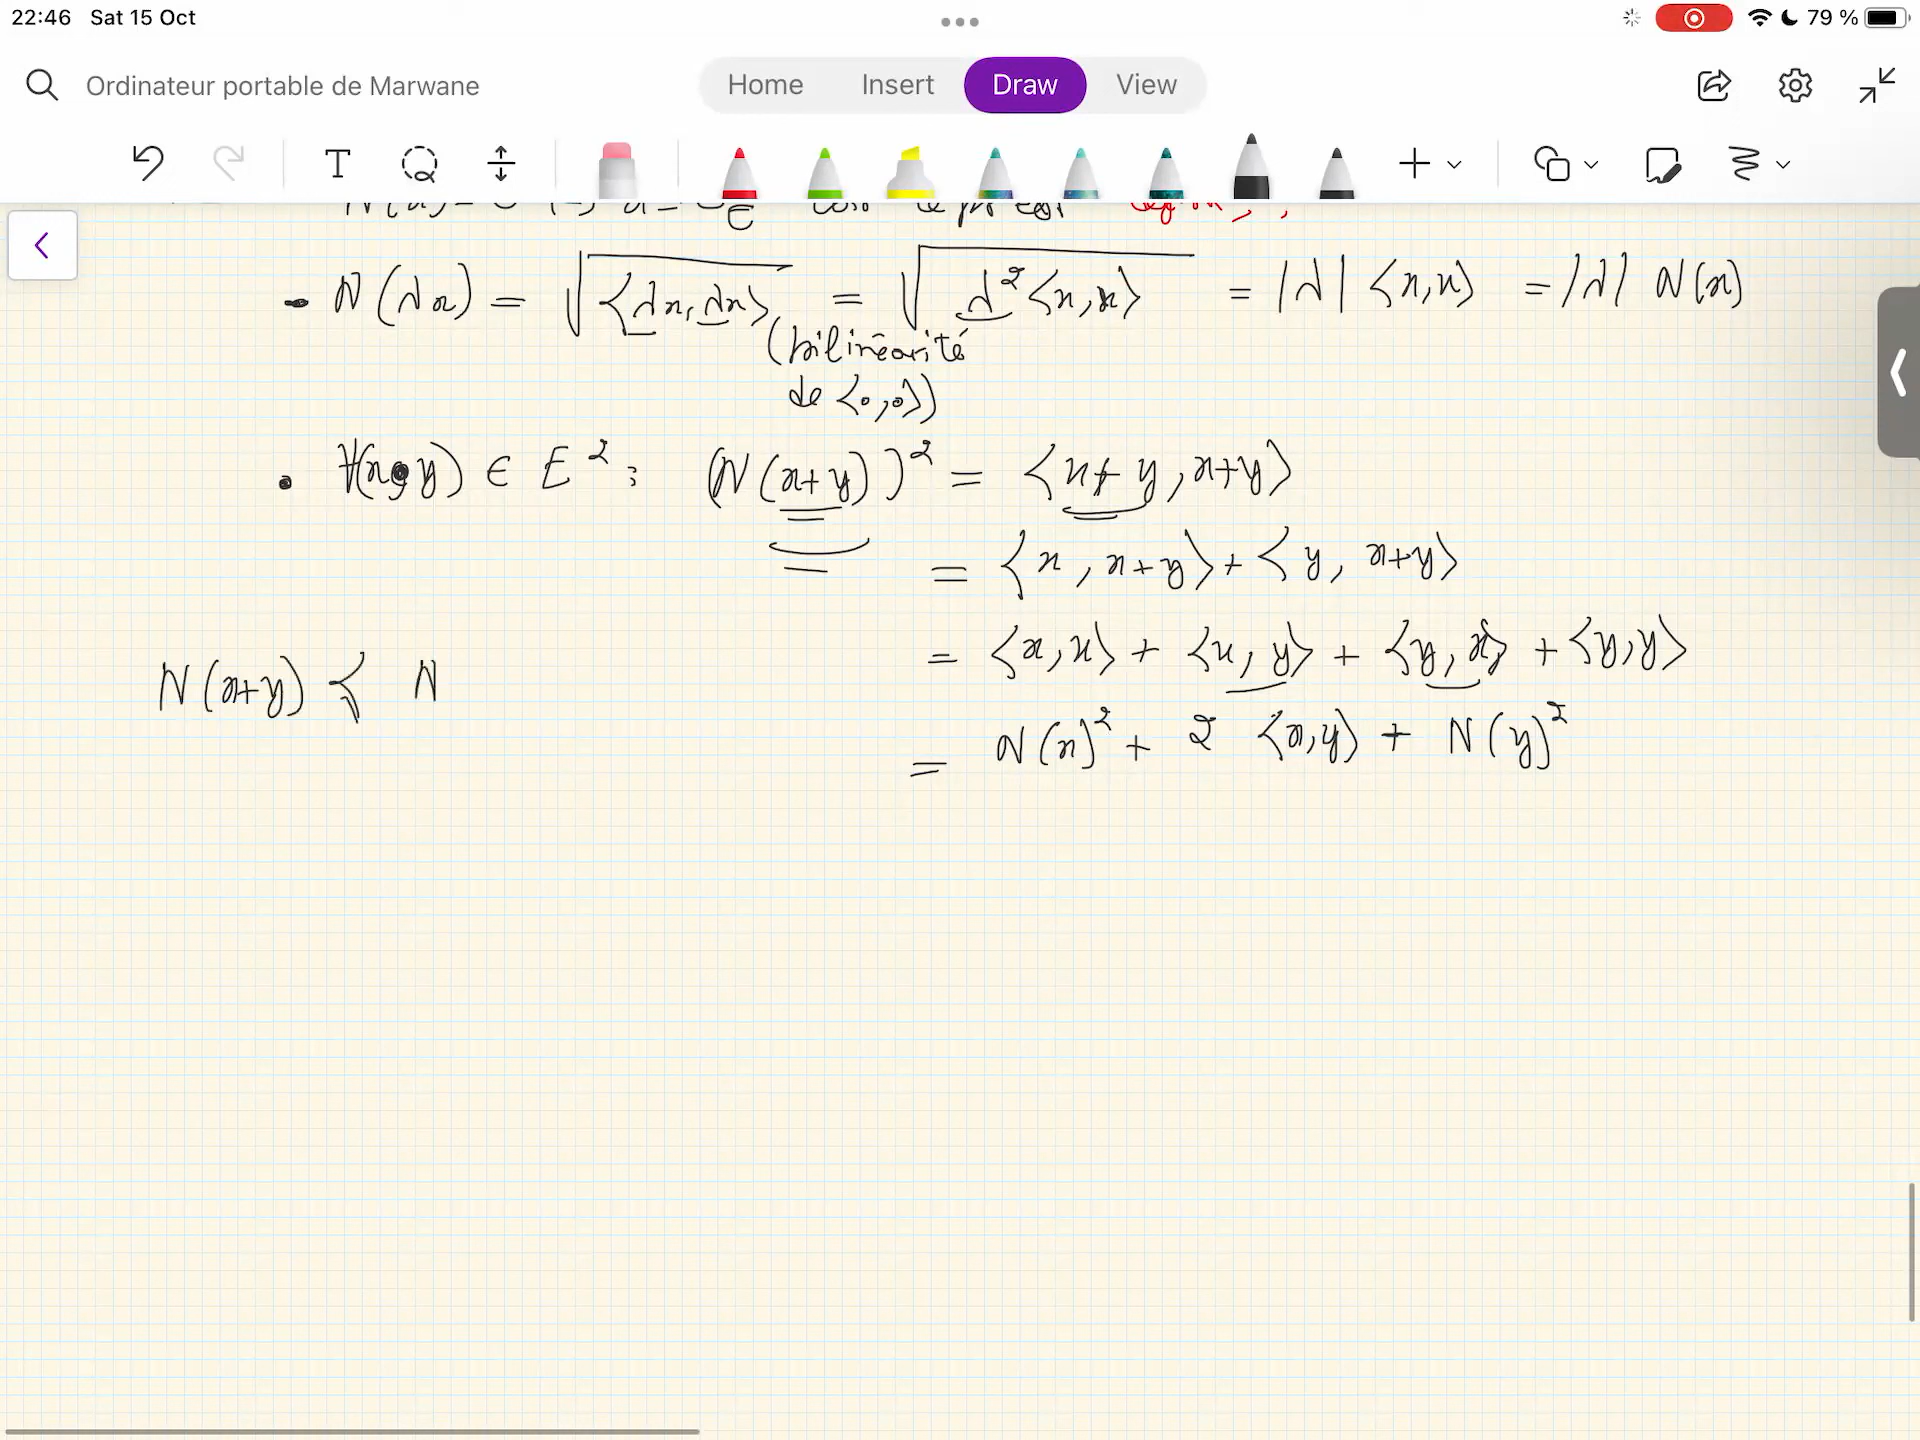 22:46 Sat 15 Oct 79 %
Ordinateur portable de Marwane Home Insert Draw View
T
- N(λx) = √⟨λx, λx⟩ = √λ²⟨x,x⟩ = |λ| ⟨x,x⟩ = |λ| N(x)
(bilinéarité
de ⟨∘,∘⟩)
• ∀(x,y) ∈ E² : (N(x+y))² = ⟨x+y, x+y⟩
= ⟨x, x+y⟩ + ⟨y, x+y⟩
= ⟨x,x⟩ + ⟨x,y⟩ + ⟨y,x⟩ + ⟨y,y⟩
N(x+y) ≤ N
= N(x)² + 2 ⟨x,y⟩ + N(y)²